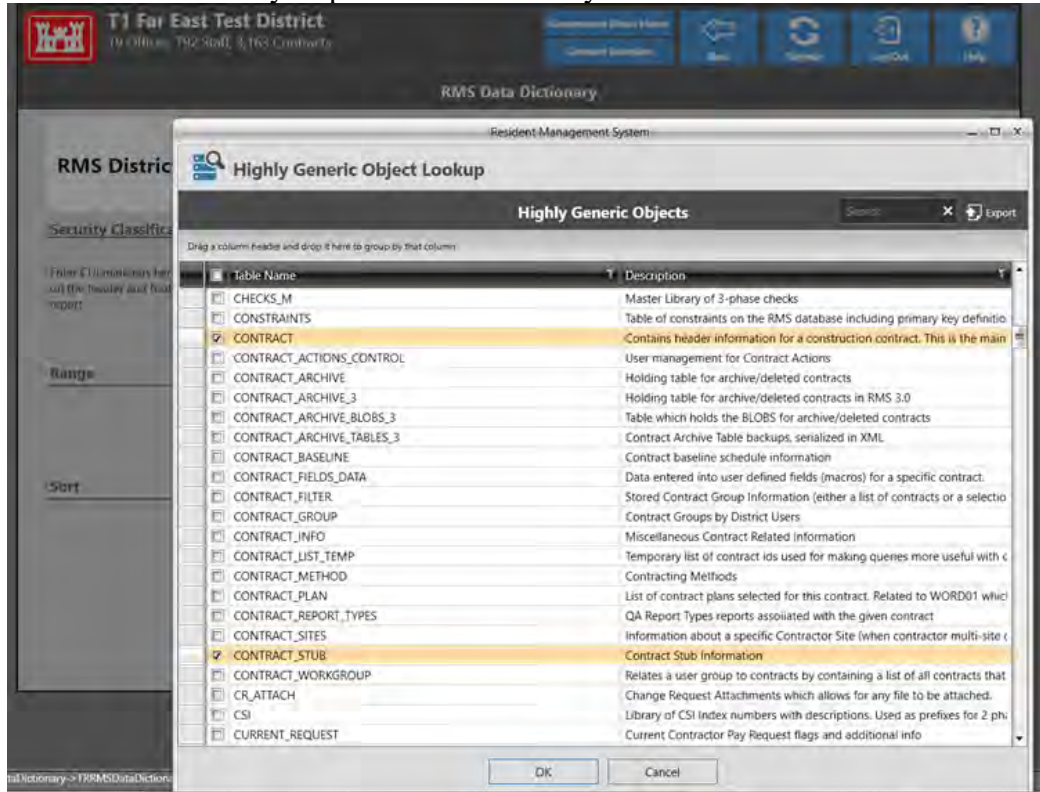 T1 Far East Test District
19 Offices, 792 Staff, 3,163 Contracts
Help
RMS Data Dictionary
Resident Management System
RMS Distric
Highly Generic Object Lookup
Highly Generic Objects
Search
Export
Security Classifica
Drag a column header and drop it here to group by that column
report
Table Name Description
CHECKS_M Master Library of 3-phase checks
CONSTRAINTS Table of constraints on the RMS database including primary key definitio
CONTRACT Contains header information for a construction contract. This is the main
CONTRACT_ACTIONS_CONTROL User management for Contract Actions
Range
CONTRACT_ARCHIVE Holding table for archive/deleted contracts
CONTRACT_ARCHIVE_3 Holding table for archive/deleted contracts in RMS 3.0
CONTRACT_ARCHIVE_BLOBS_3 Table which holds the BLOBS for archive/deleted contracts
CONTRACT_ARCHIVE_TABLES_3 Contract Archive Table backups, serialized in XML
CONTRACT_BASELINE Contract baseline schedule information
CONTRACT_FIELDS_DATA Data entered into user defined fields (macros) for a specific contract.
Sort
CONTRACT_FILTER Stored Contract Group Information (either a list of contracts or a selectio
CONTRACT_GROUP Contract Groups by District Users
CONTRACT_INFO Miscellaneous Contract Related Information
CONTRACT_LIST_TEMP Temporary list of contract ids used for making queries more useful with c
CONTRACT_METHOD Contracting Methods
CONTRACT_PLAN List of contract plans selected for this contract. Related to WORD01 whic
CONTRACT_REPORT_TYPES QA Report Types reports assoiiated with the given contract
CONTRACT_SITES Information about a specific Contractor Site (when contractor multi-site
CONTRACT_STUB Contract Stub Information
CONTRACT_WORKGROUP Relates a user group to contracts by containing a list of all contracts that
CR_ATTACH Change Request Attachments which allows for any file to be attached.
CSI Library of CSI Index numbers with descriptions. Used as prefixes for 2 pha
CURRENT_REQUEST Current Contractor Pay Request flags and additional info
OK Cancel